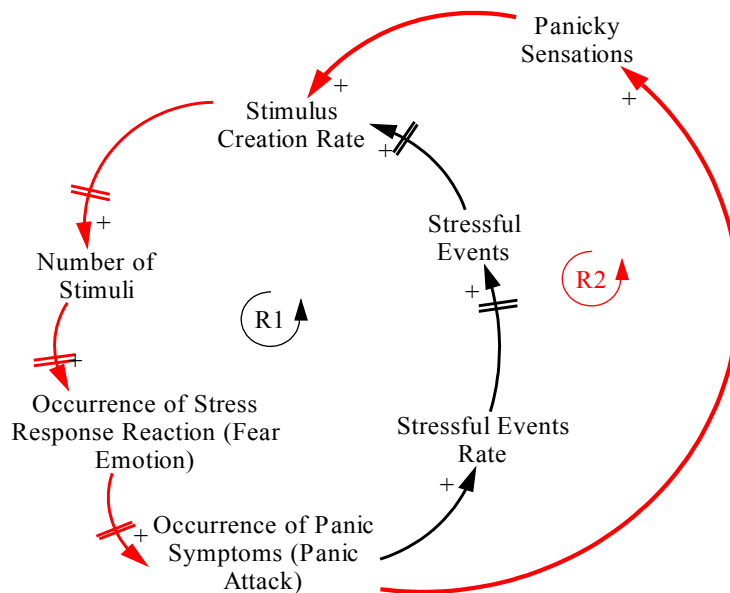 Panicky
Sensations
+
+
Stimulus
Creation Rate
+
+
Stressful
Events
Number of
Stimuli
R2
+
R1
+
Occurrence of Stress
Response Reaction (Fear
Emotion)
Stressful Events
Rate
+
+
Occurrence of Panic
Symptoms (Panic
Attack)